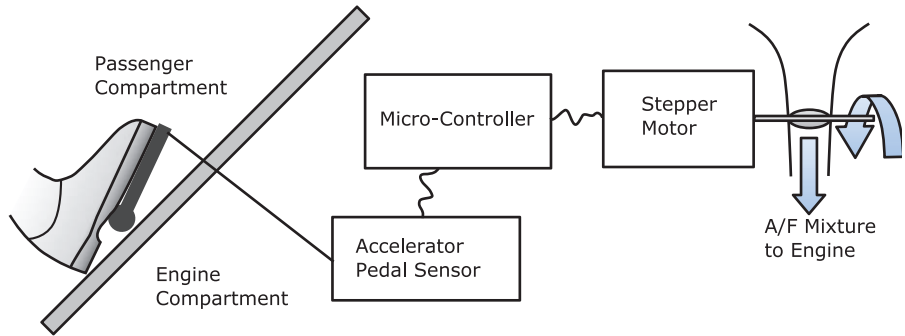 Passenger
Compartment
Micro-Controller
Stepper
Motor
Accelerator
Pedal Sensor
Engine
Compartment
A/F Mixture
to Engine